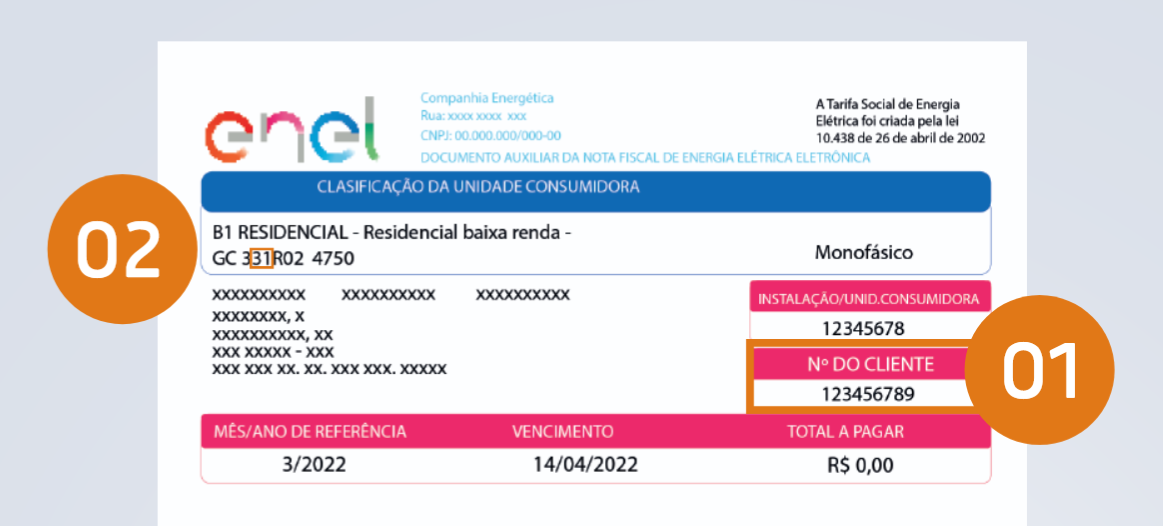 enel
Companhia Energética
Rua: xxxx xxxx xxx
CNPJ: 00.000.000/000-00
DOCUMENTO AUXILIAR DA NOTA FISCAL DE ENERGIA ELÉTRICA ELETRÔNICA
A Tarifa Social de Energia
Elétrica foi criada pela lei
10.438 de 26 de abril de 2002
CLASIFICAÇÃO DA UNIDADE CONSUMIDORA
02
B1 RESIDENCIAL - Residencial baixa renda -
GC 331R02 4750
Monofásico
XXXXXXXXXX XXXXXXXXXX XXXXXXXXXX
XXXXXXXX, X
XXXXXXXXXX, XX
XXX XXXXX - XXX
XXX XXX XX. XX. XXX XXX. XXXXX
INSTALAÇÃO/UNID.CONSUMIDORA
12345678
Nº DO CLIENTE
123456789
01
MÊS/ANO DE REFERÊNCIA VENCIMENTO TOTAL A PAGAR
3/2022 14/04/2022 R$ 0,00